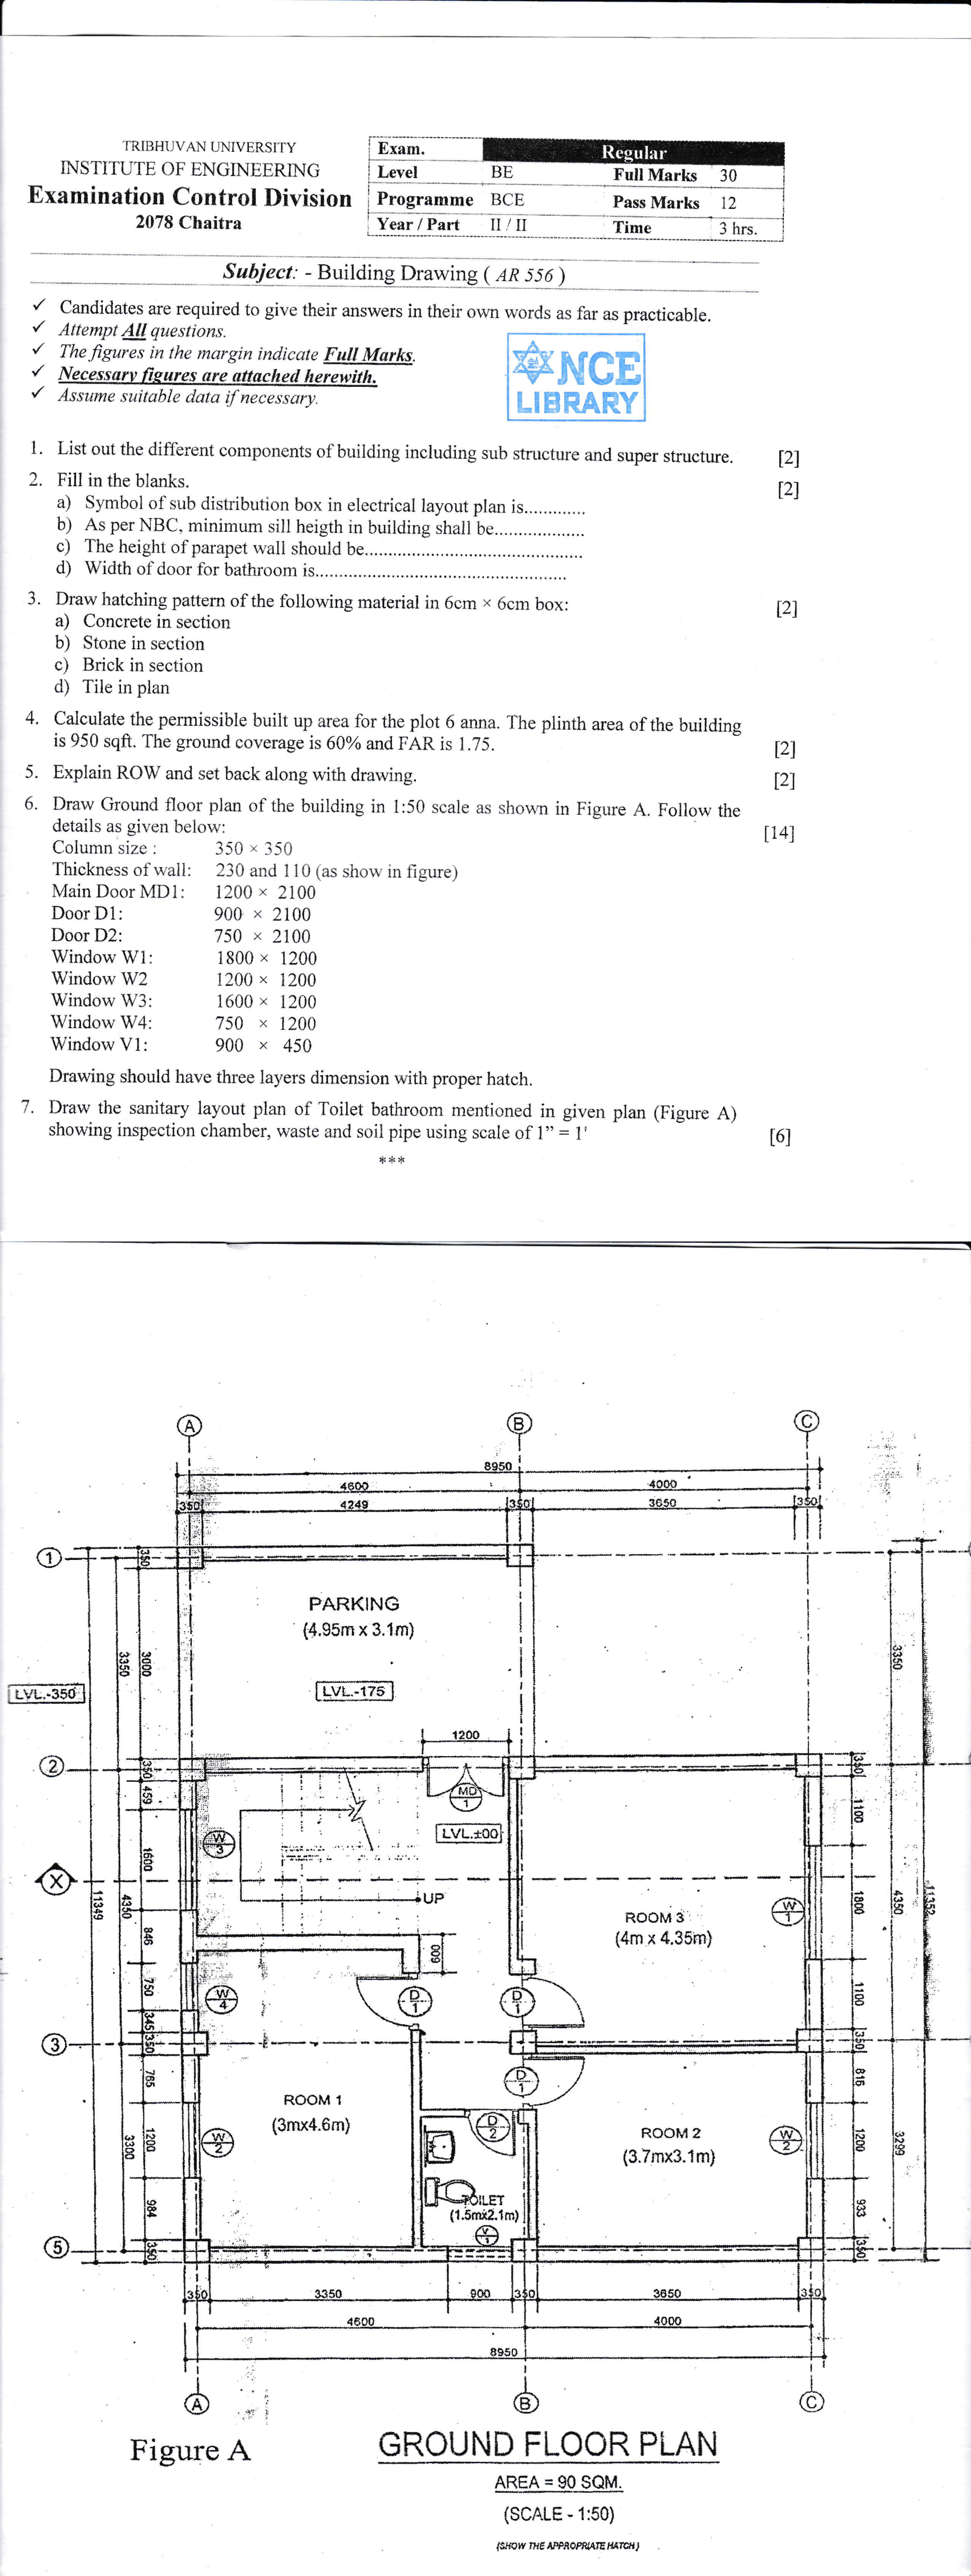 TRIBHUVAN UNIVERSITY
INSTITUTE OF ENGINEERING
Examination Control Division
2078 Chaitra
Exam. Regular
Level BE Full Marks 30
Programme BCE Pass Marks 12
Year / Part II / II Time 3 hrs.
Subject: - Building Drawing ( AR 556 )
✓ Candidates are required to give their answers in their own words as far as practicable.
✓ Attempt All questions.
✓ The figures in the margin indicate Full Marks.
✓ Necessary figures are attached herewith.
✓ Assume suitable data if necessary.
NCE
LIBRARY
1. List out the different components of building including sub structure and super structure. [2]
2. Fill in the blanks. [2]
a) Symbol of sub distribution box in electrical layout plan is.............
b) As per NBC, minimum sill heigth in building shall be...................
c) The height of parapet wall should be..............................................
d) Width of door for bathroom is.....................................................
3. Draw hatching pattern of the following material in 6cm × 6cm box: [2]
a) Concrete in section
b) Stone in section
c) Brick in section
d) Tile in plan
4. Calculate the permissible built up area for the plot 6 anna. The plinth area of the building
is 950 sqft. The ground coverage is 60% and FAR is 1.75. [2]
5. Explain ROW and set back along with drawing. [2]
6. Draw Ground floor plan of the building in 1:50 scale as shown in Figure A. Follow the
details as given below: [14]
Column size : 350 × 350
Thickness of wall: 230 and 110 (as show in figure)
Main Door MD1: 1200 × 2100
Door D1: 900 × 2100
Door D2: 750 × 2100
Window W1: 1800 × 1200
Window W2 1200 × 1200
Window W3: 1600 × 1200
Window W4: 750 × 1200
Window V1: 900 × 450
Drawing should have three layers dimension with proper hatch.
7. Draw the sanitary layout plan of Toilet bathroom mentioned in given plan (Figure A)
showing inspection chamber, waste and soil pipe using scale of 1" = 1' [6]
***
A B C
8950
4600 4000
350 4249 350 3650 350
1
350
PARKING
(4.95m x 3.1m)
3350 3000 3350
LVL.-350
LVL.-175
1200
2
350 350
459 1100
MD 1
LVL.±00
W 3
1600
X
UP
11349 4350 846
ROOM 3
(4m x 4.35m)
W 1
1800 4350 11352
600
750
W 4
D 1
D 1
1100
345
3
350 350
765 816
D 1
ROOM 1
(3mx4.6m)
D 2
ROOM 2
(3.7mx3.1m)
W 2
W 2
3300 1200 1200 3299
984 933
TOILET
(1.5mx2.1m)
V 1
5
350 350
350 3350 900 350 3650 350
4600 4000
8950
A B C
Figure A
GROUND FLOOR PLAN
AREA = 90 SQM.
(SCALE - 1:50)
(SHOW THE APPROPRIATE HATCH)